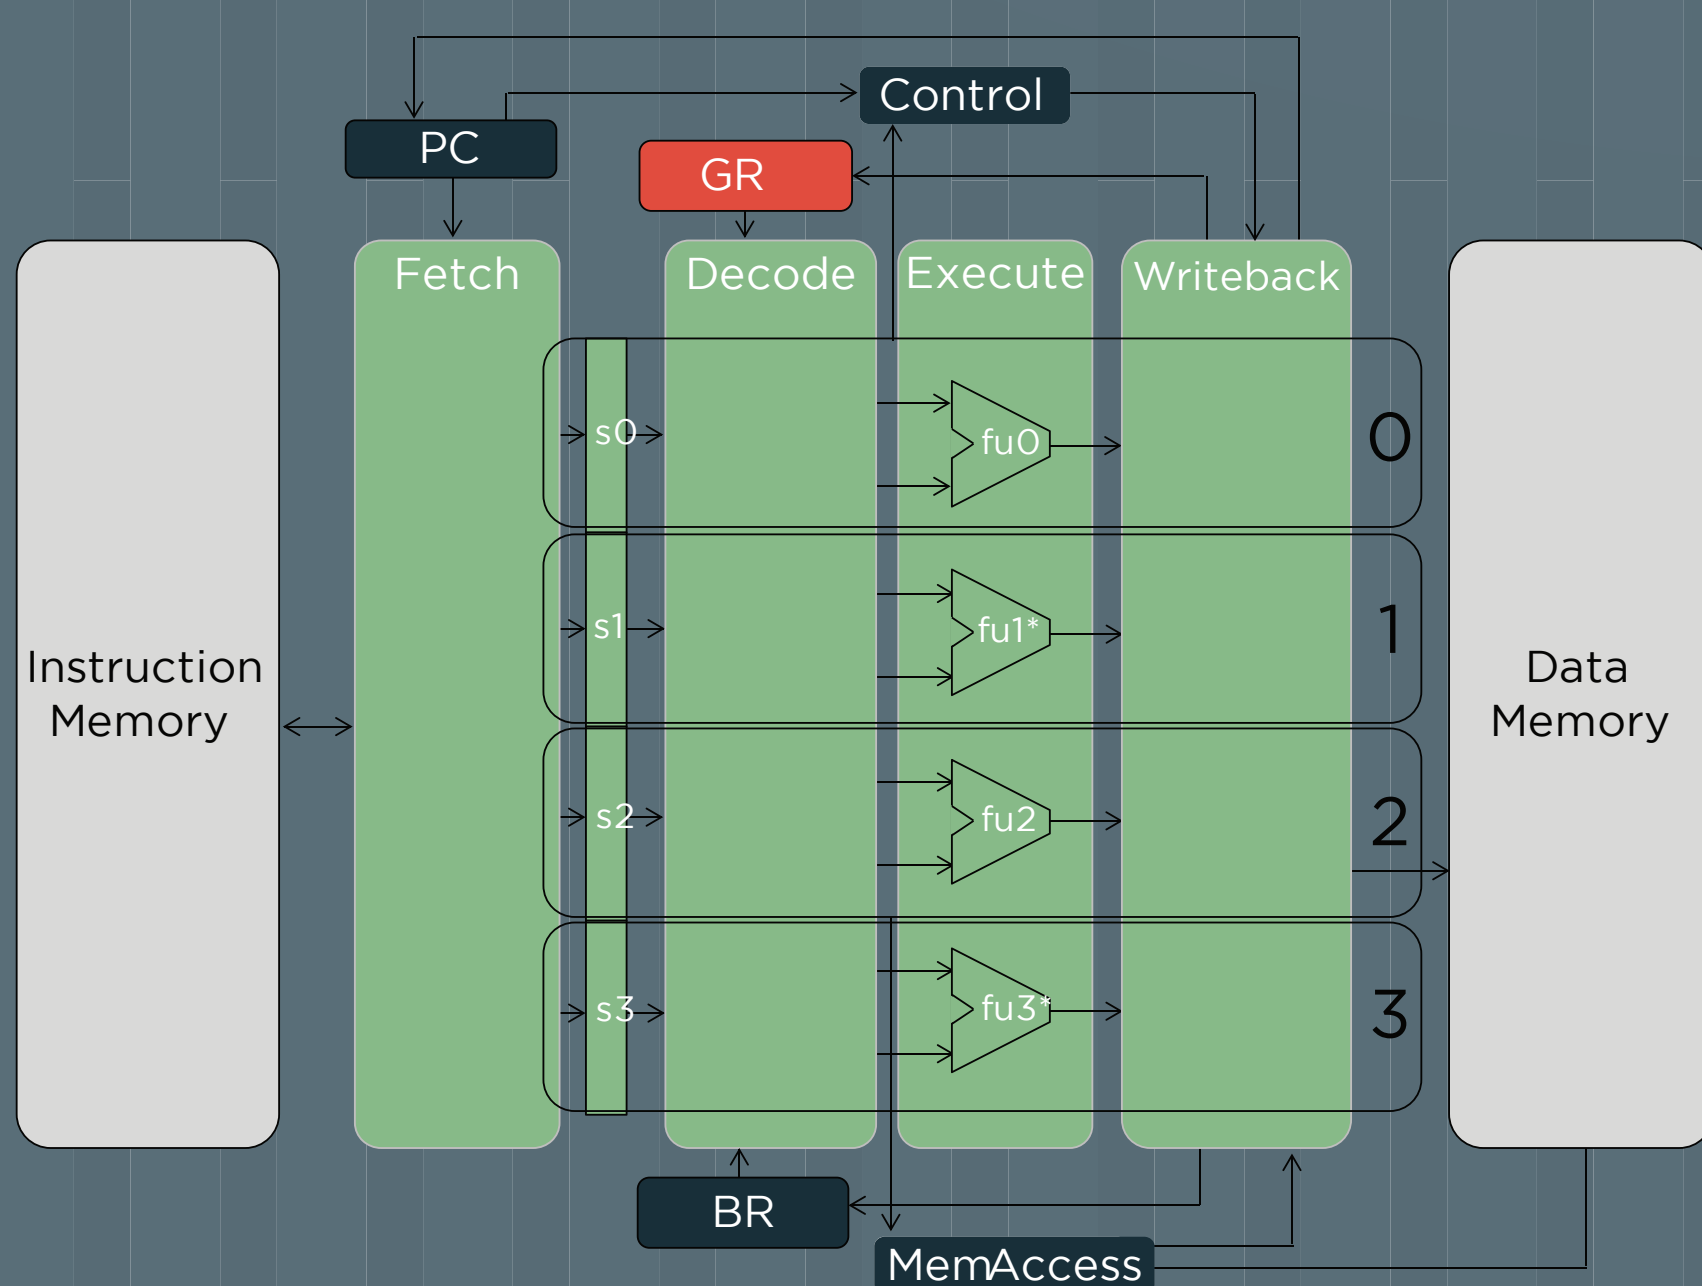 Control
PC
GR
Fetch
Decode
Execute
Writeback
s0
fu0
0
s1
fu1*
1
Instruction
Memory
Data
Memory
s2
fu2
2
s3
fu3*
3
BR
MemAccess